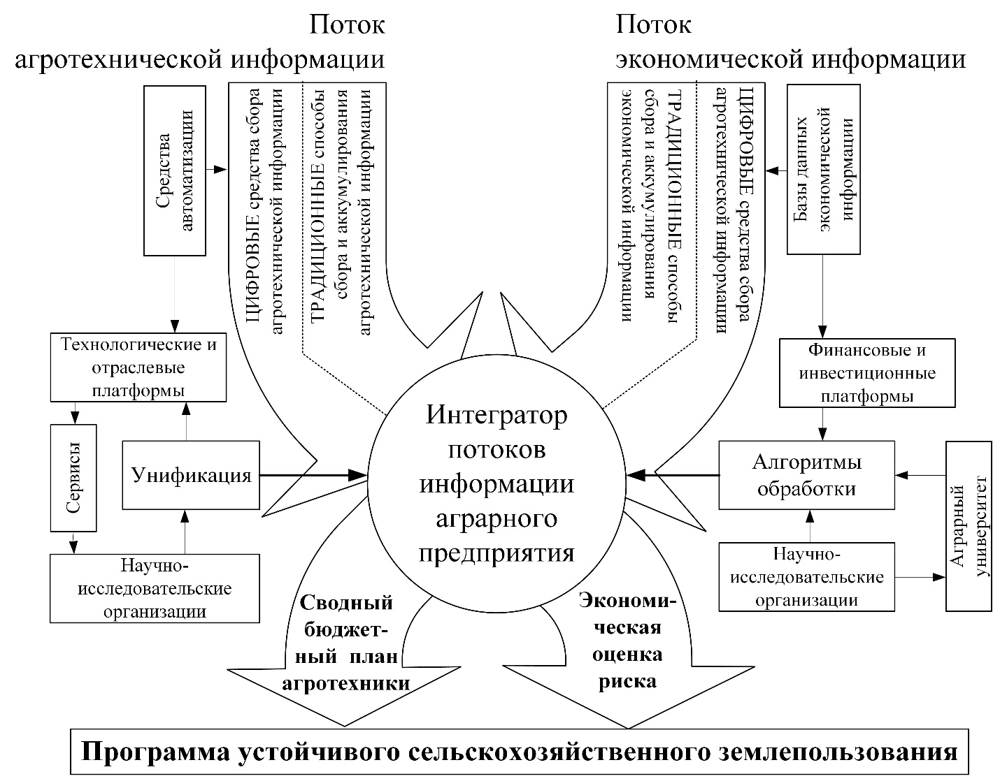 Поток
агротехнической информации
Поток
экономической информации
Средства
автоматизации
ЦИФРОВЫЕ средства сбора
агротехнической информации
ТРАДИЦИОННЫЕ способы
сбора и аккумулирования
агротехнической информации
ТРАДИЦИОННЫЕ способы
сбора и аккумулирования
экономической информации
ЦИФРОВЫЕ средства сбора
агротехнической информации
Базы данных
экономической
информации
Технологические и
отраслевые
платформы
Сервисы
Унификация
Научно-
исследовательские
организации
Интегратор
потоков
информации
аграрного
предприятия
Финансовые и
инвестиционные
платформы
Алгоритмы
обработки
Аграрный
университет
Научно-
исследовательские
организации
Сводный
бюджет-
ный план
агротехники
Экономи-
ческая
оценка
риска
Программа устойчивого сельскохозяйственного землепользования